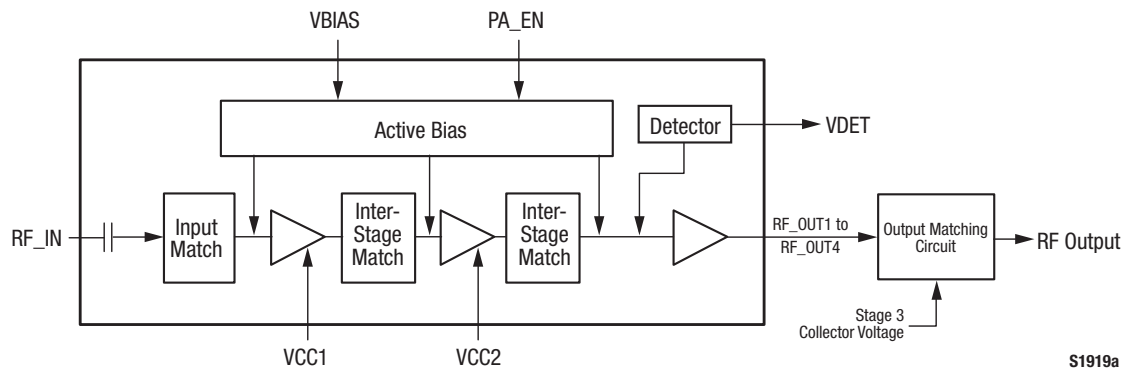 VBIAS
PA_EN
Active Bias
Detector
VDET
RF_IN
Input
Match
Inter-
Stage
Match
Inter-
Stage
Match
RF_OUT1 to
RF_OUT4
Output Matching
Circuit
RF Output
Stage 3
Collector Voltage
VCC1
VCC2
S1919a